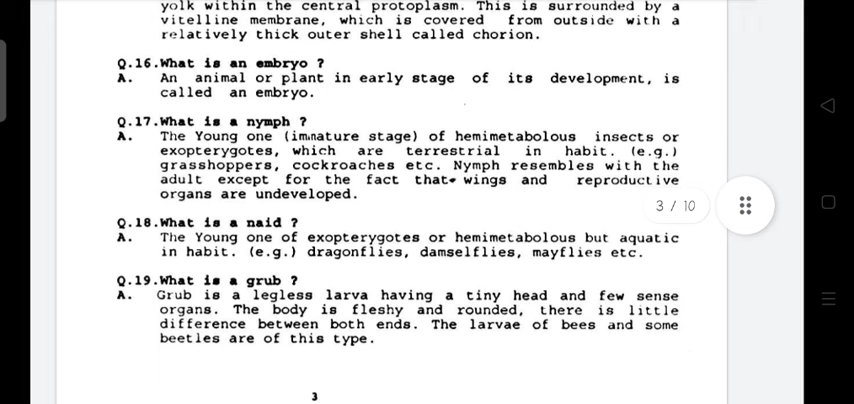 yolk within the central protoplasm. This is surrounded by a
vitelline membrane, which is covered from outside with a
relatively thick outer shell called chorion.
Q.16.What is an embryo ?
A. An animal or plant in early stage of its development, is
called an embryo.
Q.17.What is a nymph ?
A. The Young one (immature stage) of hemimetabolous insects or
exopterygotes, which are terrestrial in habit. (e.g.)
grasshoppers, cockroaches etc. Nymph resembles with the
adult except for the fact that wings and reproductive
organs are undeveloped.
3 / 10
Q.18.What is a naid ?
A. The Young one of exopterygotes or hemimetabolous but aquatic
in habit. (e.g.) dragonflies, damselflies, mayflies etc.
Q.19.What is a grub ?
A. Grub is a legless larva having a tiny head and few sense
organs. The body is fleshy and rounded, there is little
difference between both ends. The larvae of bees and some
beetles are of this type.
3